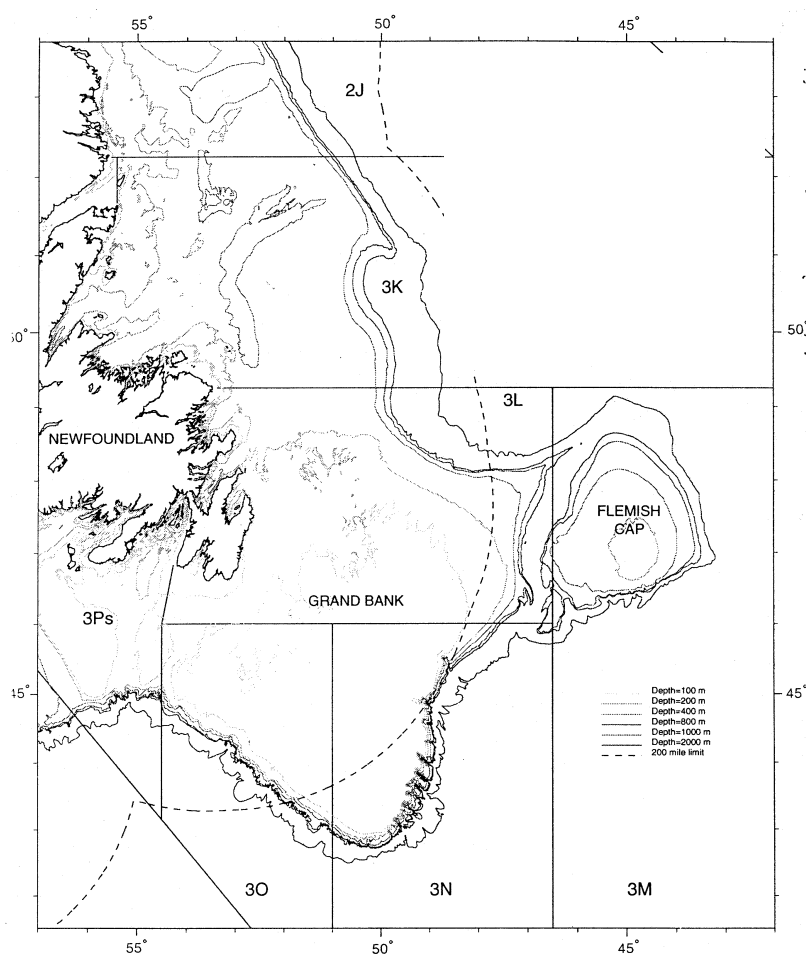 55°
50°
45°
2J
3K
50°
50°
3L
NEWFOUNDLAND
FLEMISH
CAP
GRAND BANK
3Ps
45°
45°
Depth=100 m
Depth=200 m
Depth=400 m
Depth=800 m
Depth=1000 m
Depth=2000 m
200 mile limit
3O
3N
3M
55°
50°
45°